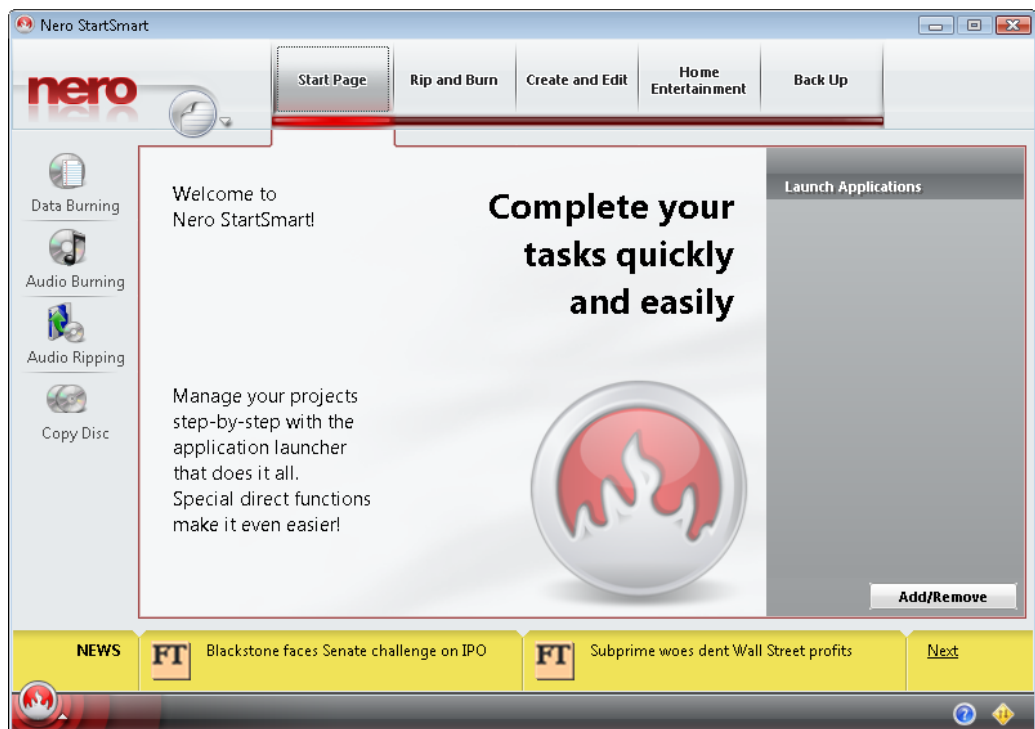 Nero StartSmart
nero
Start Page
Rip and Burn
Create and Edit
Home
Entertainment
Back Up
Data Burning
Audio Burning
Audio Ripping
Copy Disc
Welcome to
Nero StartSmart!
Complete your
tasks quickly
and easily
Manage your projects
step-by-step with the
application launcher
that does it all.
Special direct functions
make it even easier!
Launch Applications
Add/Remove
NEWS
FT
Blackstone faces Senate challenge on IPO
FT
Subprime woes dent Wall Street profits
Next